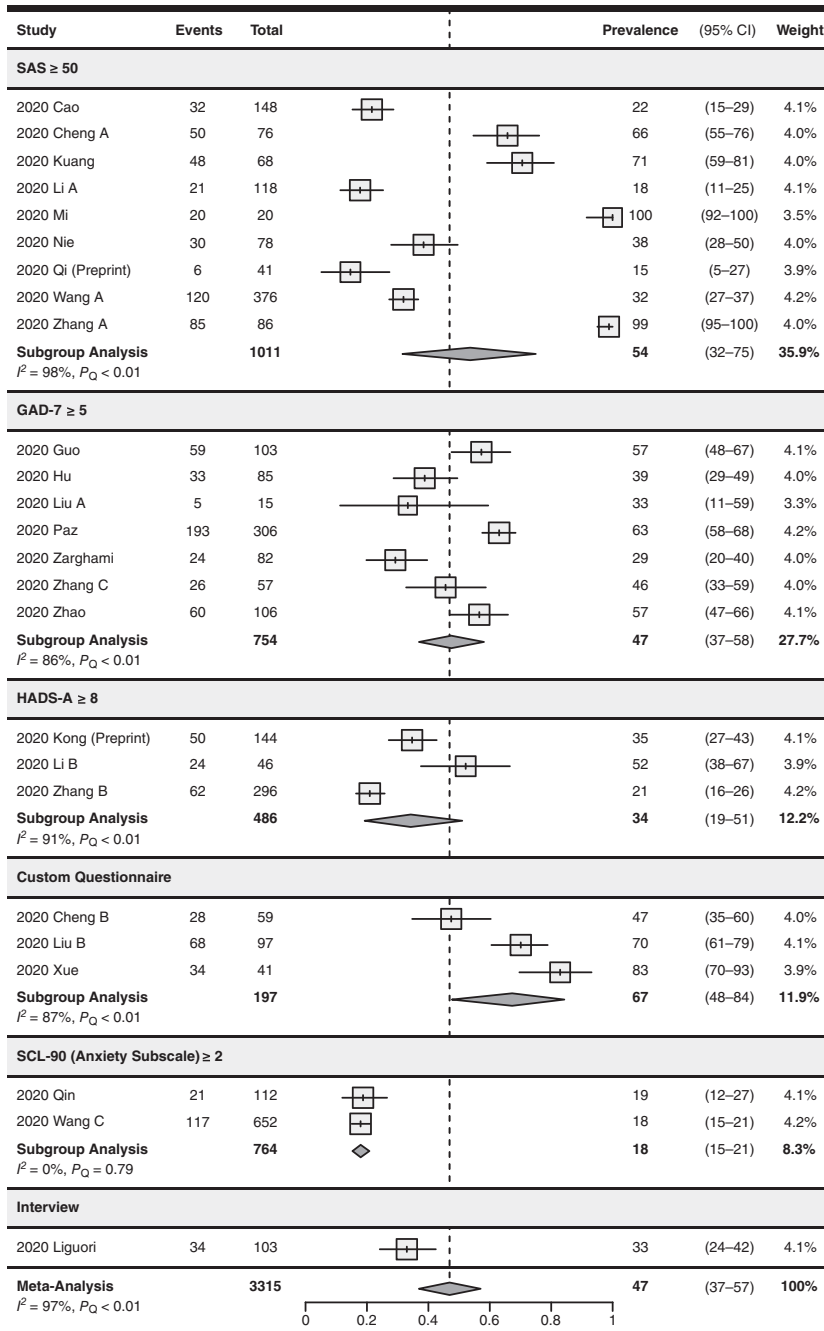 Study Events Total Prevalence (95% CI) Weight
SAS ≥ 50
2020 Cao 32 148 22 (15–29) 4.1%
2020 Cheng A 50 76 66 (55–76) 4.0%
2020 Kuang 48 68 71 (59–81) 4.0%
2020 Li A 21 118 18 (11–25) 4.1%
2020 Mi 20 20 100 (92–100) 3.5%
2020 Nie 30 78 38 (28–50) 4.0%
2020 Qi (Preprint) 6 41 15 (5–27) 3.9%
2020 Wang A 120 376 32 (27–37) 4.2%
2020 Zhang A 85 86 99 (95–100) 4.0%
Subgroup Analysis 1011 54 (32–75) 35.9%
I² = 98%, PQ < 0.01
GAD-7 ≥ 5
2020 Guo 59 103 57 (48–67) 4.1%
2020 Hu 33 85 39 (29–49) 4.0%
2020 Liu A 5 15 33 (11–59) 3.3%
2020 Paz 193 306 63 (58–68) 4.2%
2020 Zarghami 24 82 29 (20–40) 4.0%
2020 Zhang C 26 57 46 (33–59) 4.0%
2020 Zhao 60 106 57 (47–66) 4.1%
Subgroup Analysis 754 47 (37–58) 27.7%
I² = 86%, PQ < 0.01
HADS-A ≥ 8
2020 Kong (Preprint) 50 144 35 (27–43) 4.1%
2020 Li B 24 46 52 (38–67) 3.9%
2020 Zhang B 62 296 21 (16–26) 4.2%
Subgroup Analysis 486 34 (19–51) 12.2%
I² = 91%, PQ < 0.01
Custom Questionnaire
2020 Cheng B 28 59 47 (35–60) 4.0%
2020 Liu B 68 97 70 (61–79) 4.1%
2020 Xue 34 41 83 (70–93) 3.9%
Subgroup Analysis 197 67 (48–84) 11.9%
I² = 87%, PQ < 0.01
SCL-90 (Anxiety Subscale) ≥ 2
2020 Qin 21 112 19 (12–27) 4.1%
2020 Wang C 117 652 18 (15–21) 4.2%
Subgroup Analysis 764 18 (15–21) 8.3%
I² = 0%, PQ = 0.79
Interview
2020 Liguori 34 103 33 (24–42) 4.1%
Meta-Analysis 3315 47 (37–57) 100%
I² = 97%, PQ < 0.01
0 0.2 0.4 0.6 0.8 1